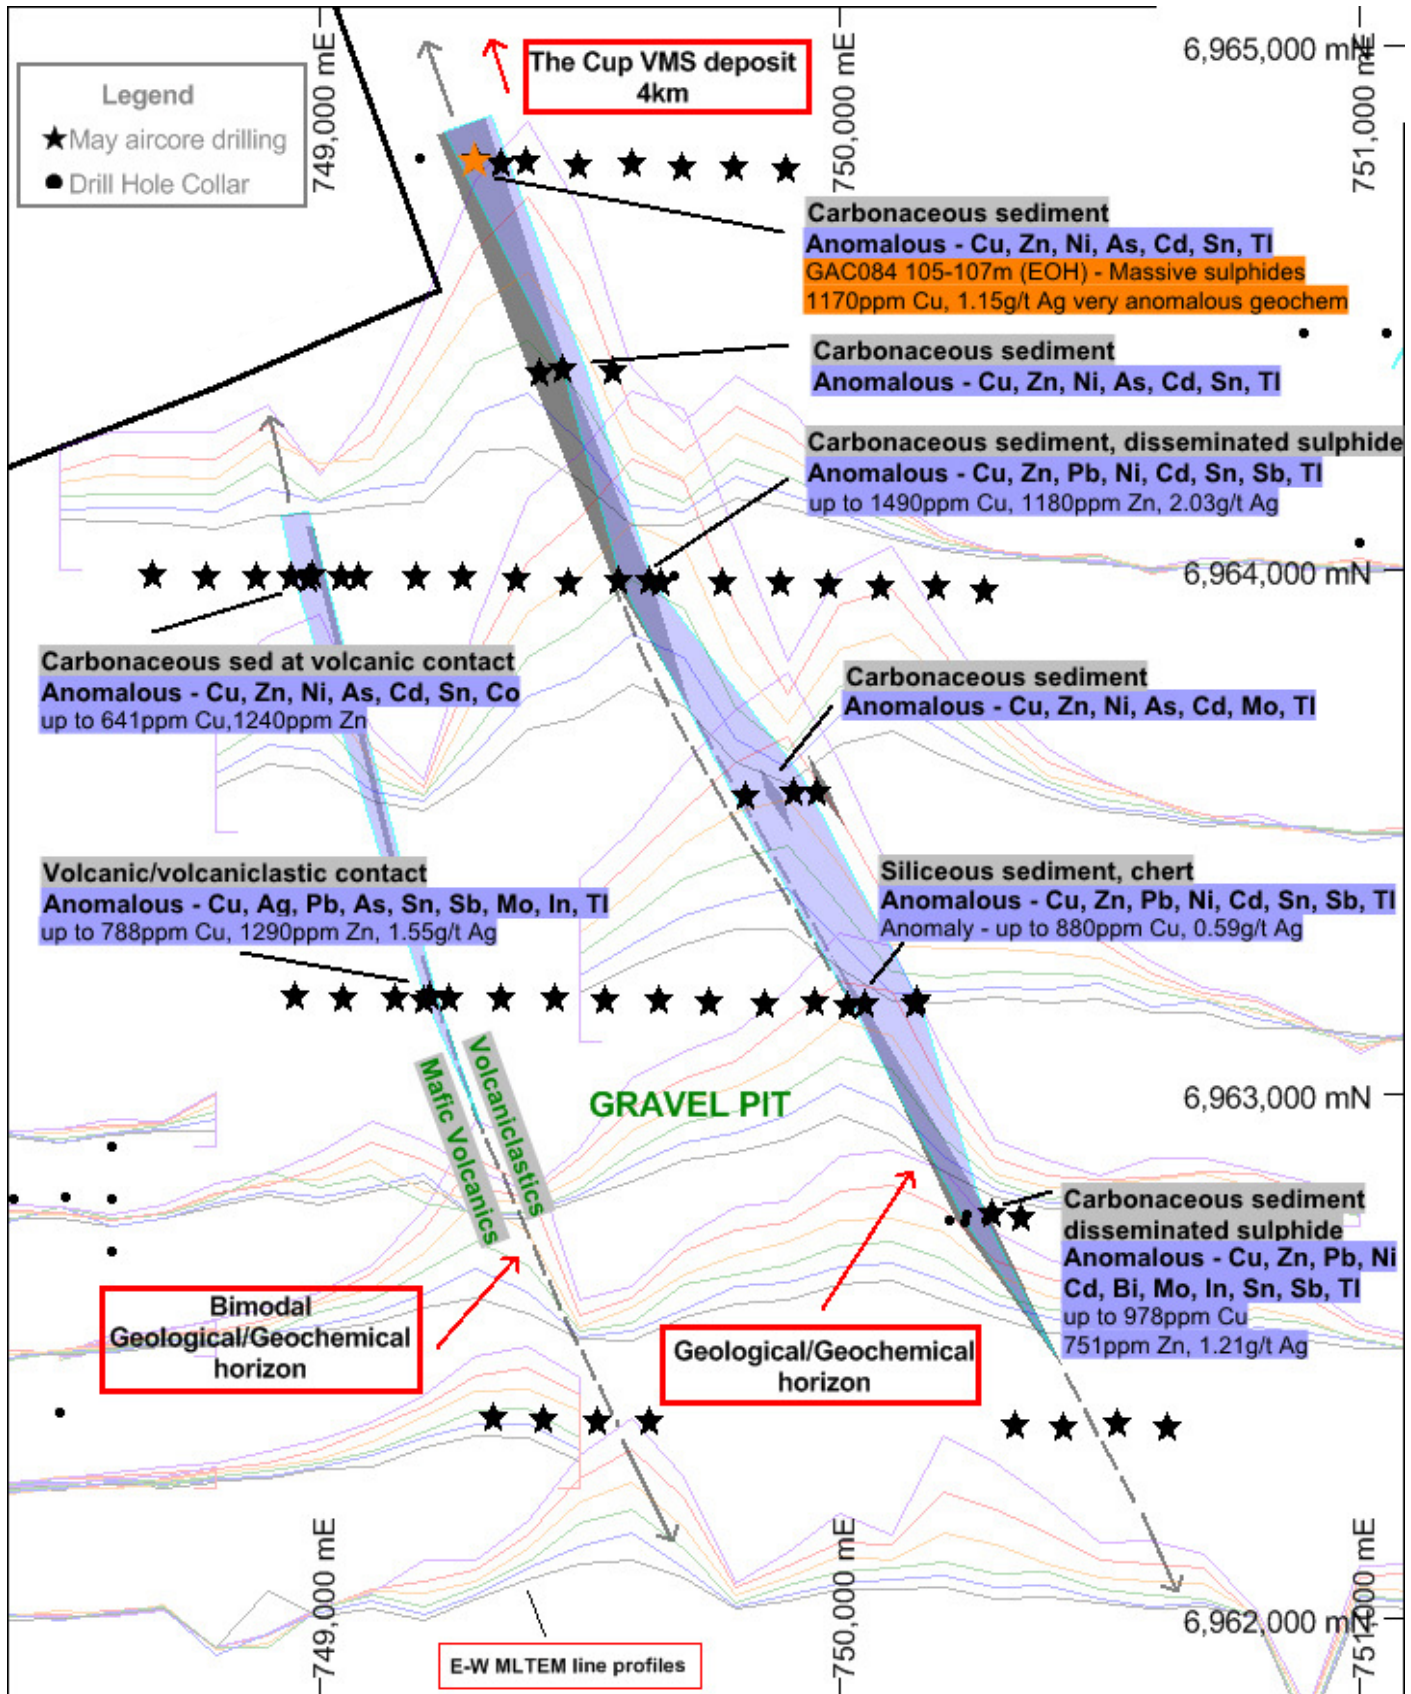 749,000 mE
750,000 mE
751,000 mE
6,965,000 mN
The Cup VMS deposit
4km
Legend
May aircore drilling
Drill Hole Collar
Carbonaceous sediment
Anomalous - Cu, Zn, Ni, As, Cd, Sn, Tl
GAC084 105-107m (EOH) - Massive sulphides
1170ppm Cu, 1.15g/t Ag very anomalous geochem
Carbonaceous sediment
Anomalous - Cu, Zn, Ni, As, Cd, Sn, Tl
Carbonaceous sediment, disseminated sulphide
Anomalous - Cu, Zn, Pb, Ni, Cd, Sn, Sb, Tl
up to 1490ppm Cu, 1180ppm Zn, 2.03g/t Ag
6,964,000 mN
Carbonaceous sed at volcanic contact
Anomalous - Cu, Zn, Ni, As, Cd, Sn, Co
up to 641ppm Cu,1240ppm Zn
Carbonaceous sediment
Anomalous - Cu, Zn, Ni, As, Cd, Mo, Tl
Volcanic/volcaniclastic contact
Anomalous - Cu, Ag, Pb, As, Sn, Sb, Mo, In, Tl
up to 788ppm Cu, 1290ppm Zn, 1.55g/t Ag
Siliceous sediment, chert
Anomalous - Cu, Zn, Pb, Ni, Cd, Sn, Sb, Tl
Anomaly - up to 880ppm Cu, 0.59g/t Ag
Mafic Volcanics
Volcaniclastics
GRAVEL PIT
6,963,000 mN
Carbonaceous sediment
disseminated sulphide
Anomalous - Cu, Zn, Pb, Ni
Cd, Bi, Mo, In, Sn, Sb, Tl
up to 978ppm Cu
751ppm Zn, 1.21g/t Ag
Bimodal
Geological/Geochemical
horizon
Geological/Geochemical
horizon
749,000 mE
750,000 mE
751,000 mE
6,962,000 mN
E-W MLTEM line profiles